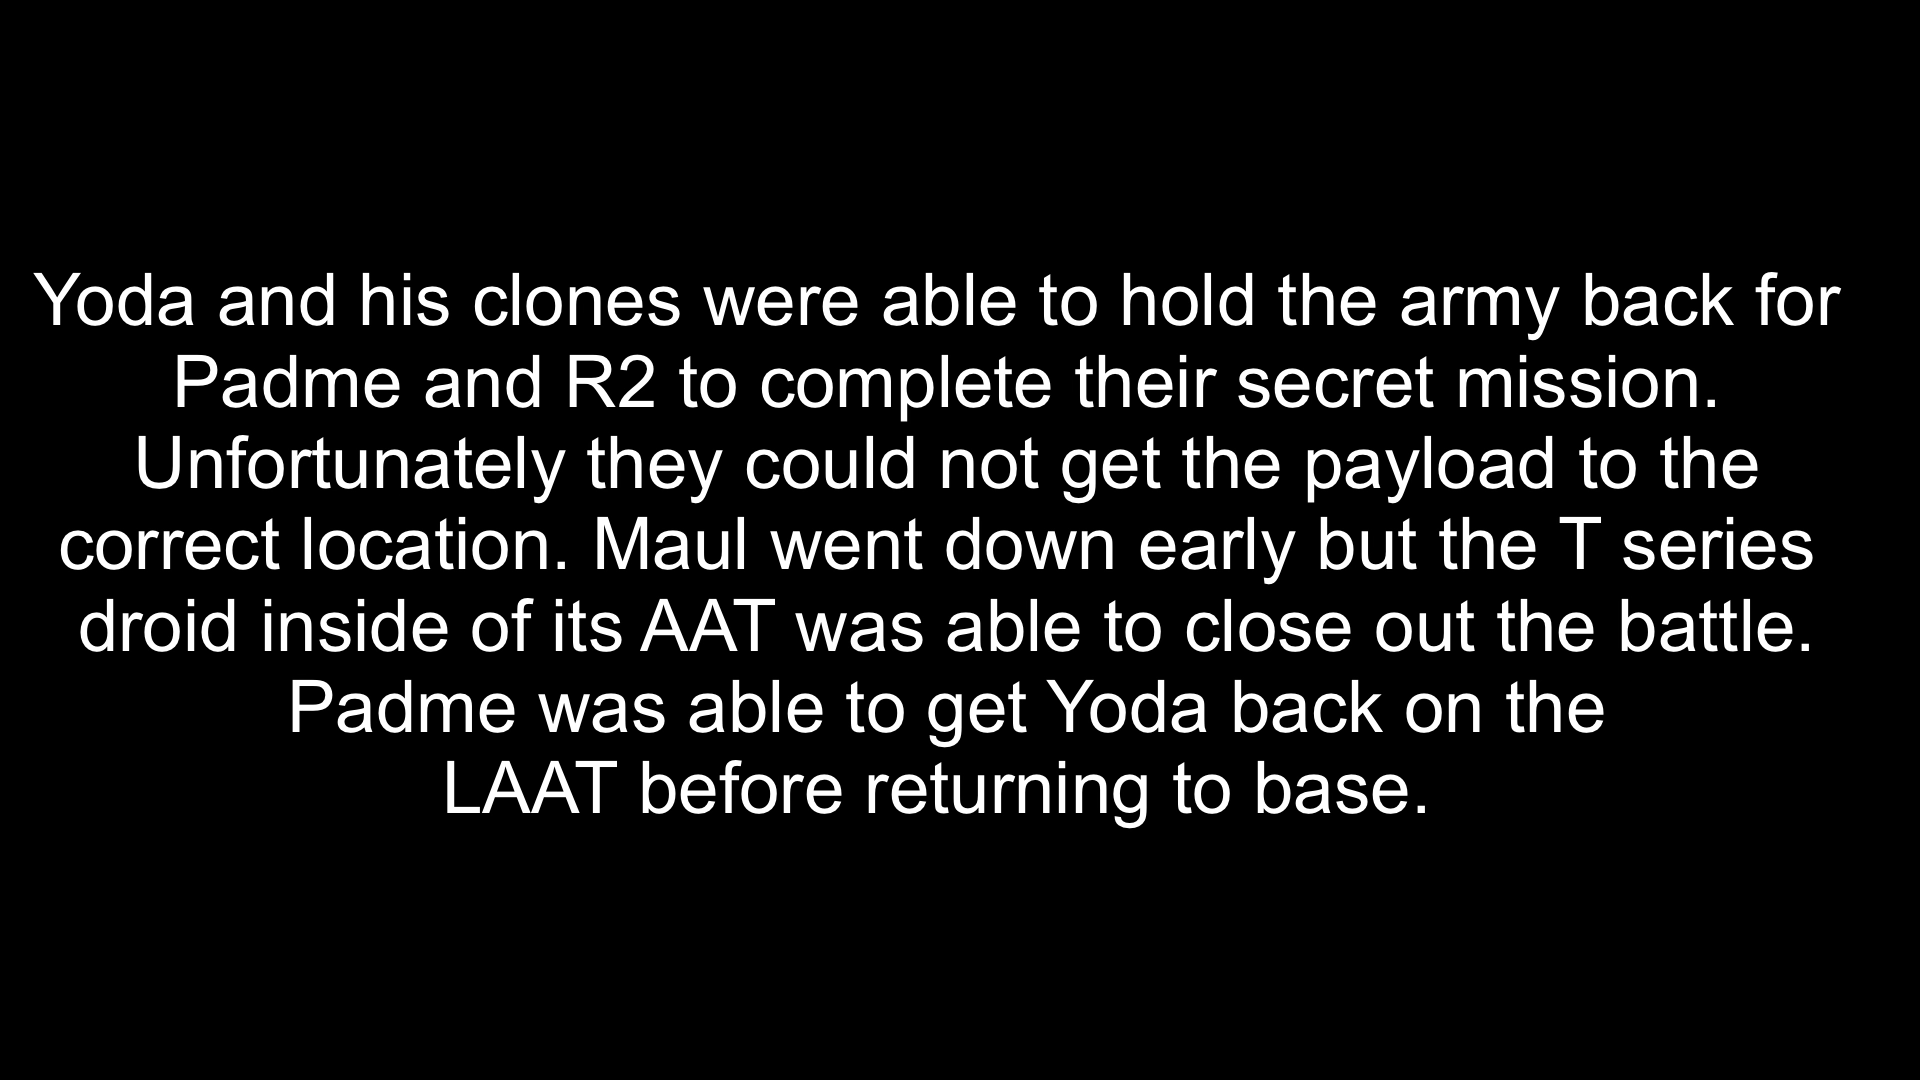 Yoda and his clones were able to hold the army back for
Padme and R2 to complete their secret mission.
Unfortunately they could not get the payload to the
correct location. Maul went down early but the T series
droid inside of its AAT was able to close out the battle.
Padme was able to get Yoda back on the
LAAT before returning to base.